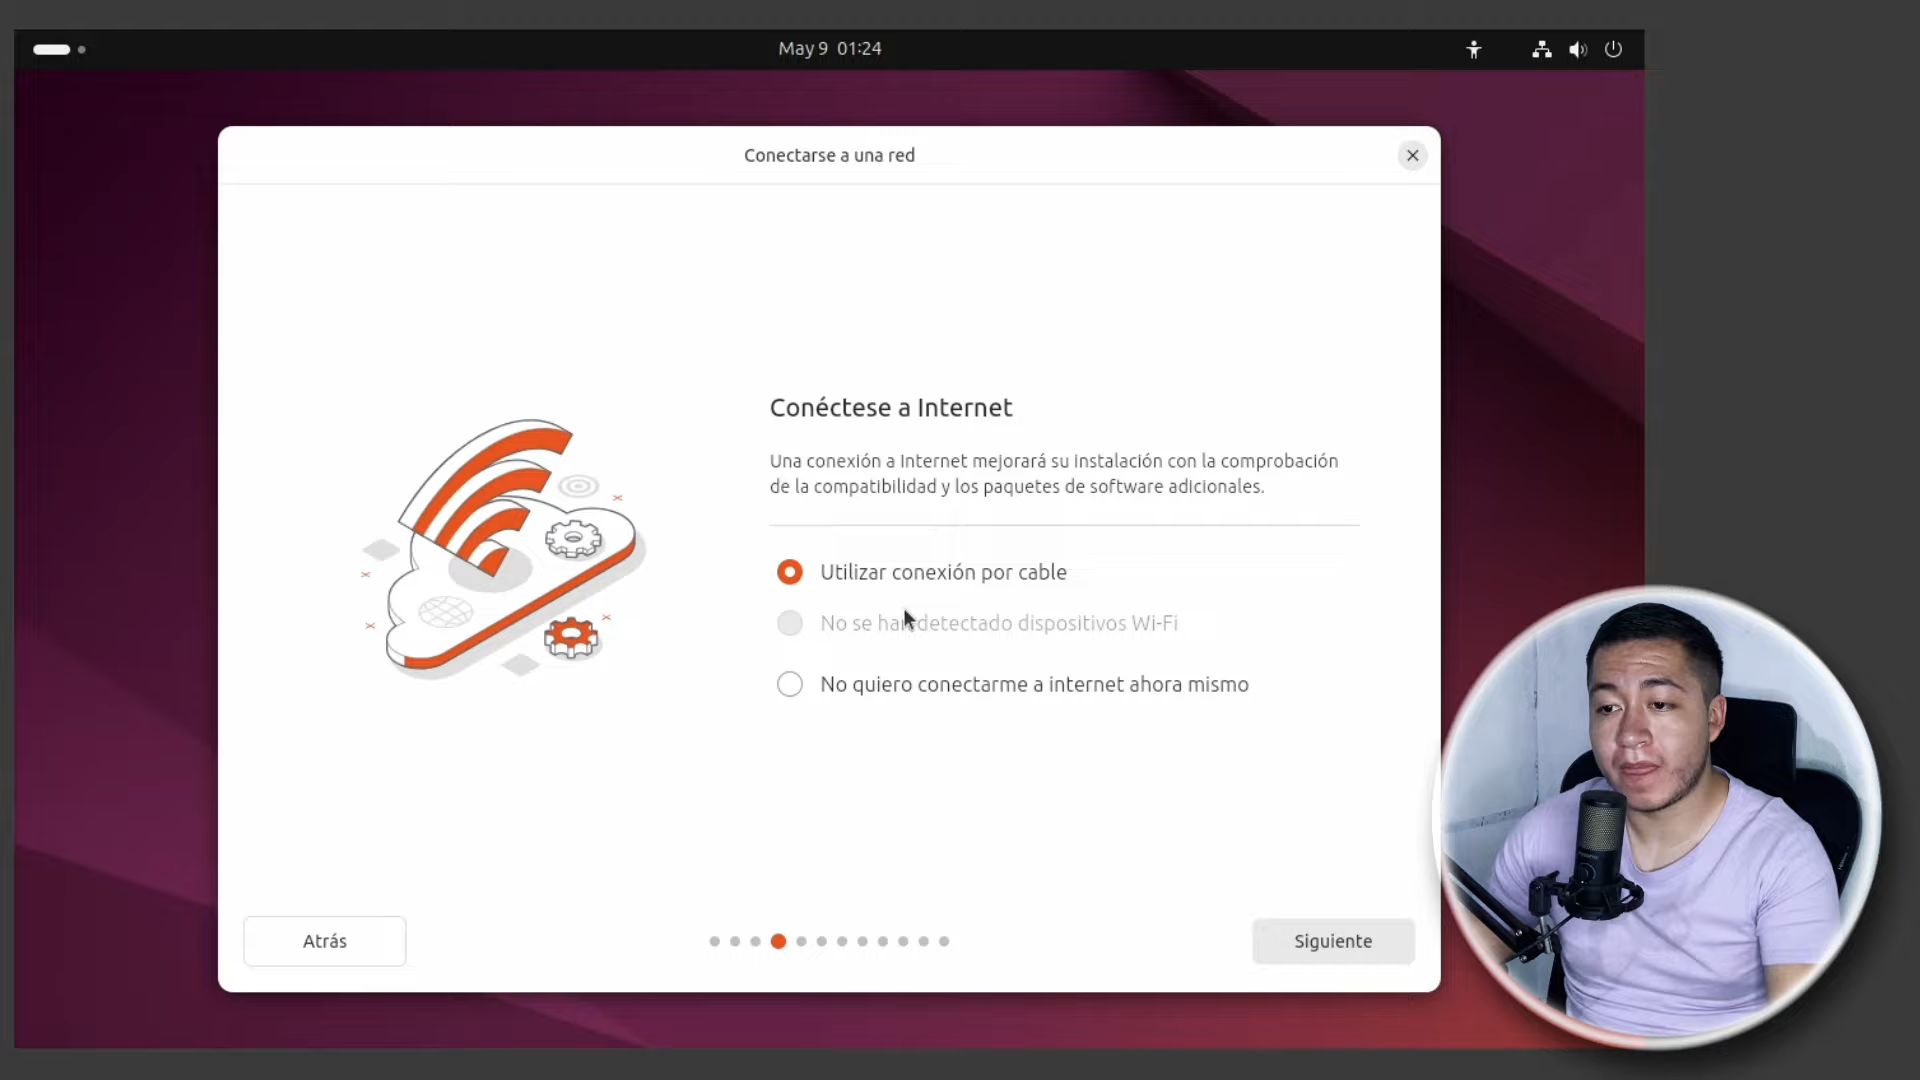 May 9 01:24
Conectarse a una red
Conéctese a Internet
Una conexión a Internet mejorará su instalación con la comprobación
de la compatibilidad y los paquetes de software adicionales.
Utilizar conexión por cable
No se han detectado dispositivos Wi-Fi
No quiero conectarme a internet ahora mismo
Atrás
Siguiente